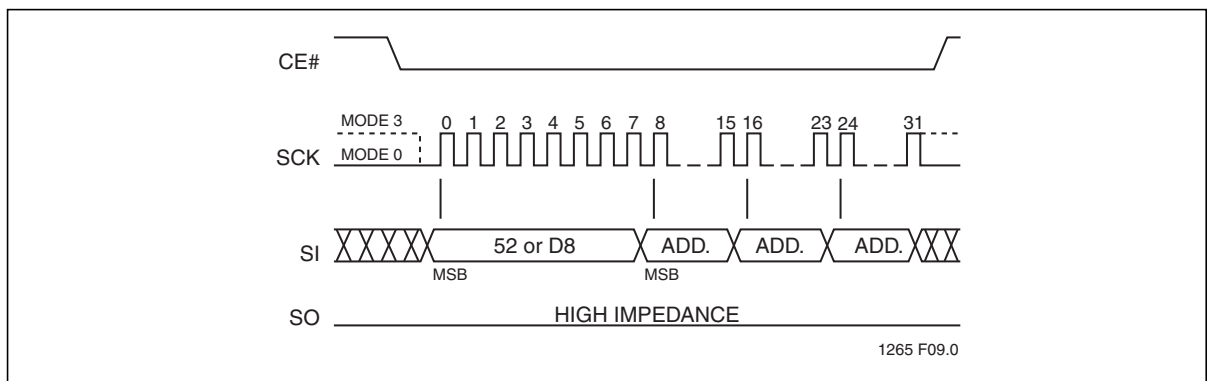 CE#
MODE 3
0 1 2 3 4 5 6 7 8 15 16 23 24 31
SCK
MODE 0
SI
52 or D8 ADD. ADD. ADD.
MSB MSB
SO
HIGH IMPEDANCE
1265 F09.0